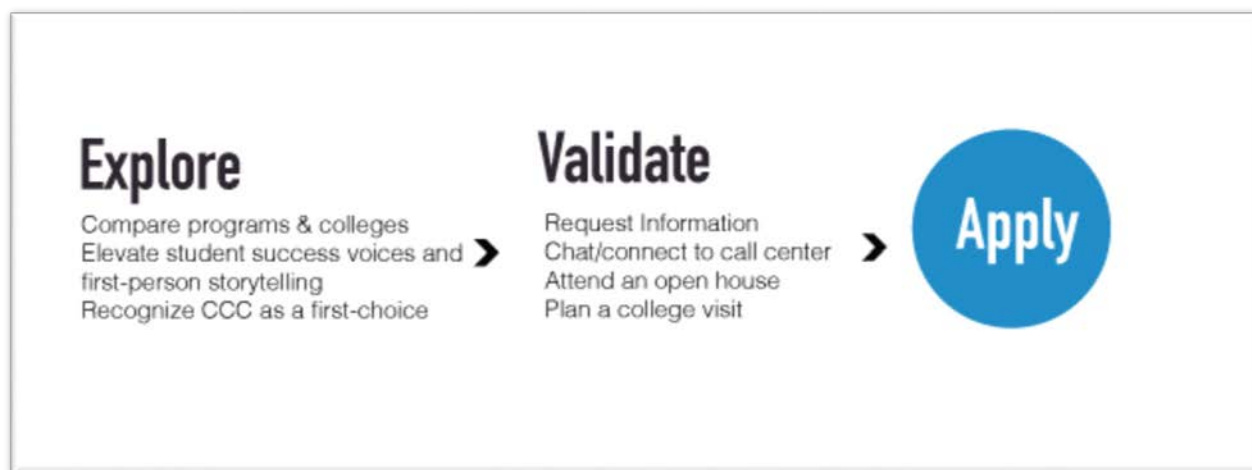 Explore
Compare programs & colleges
Elevate student success voices and
first-person storytelling
Recognize CCC as a first-choice
Validate
Request Information
Chat/connect to call center
Attend an open house
Plan a college visit
Apply